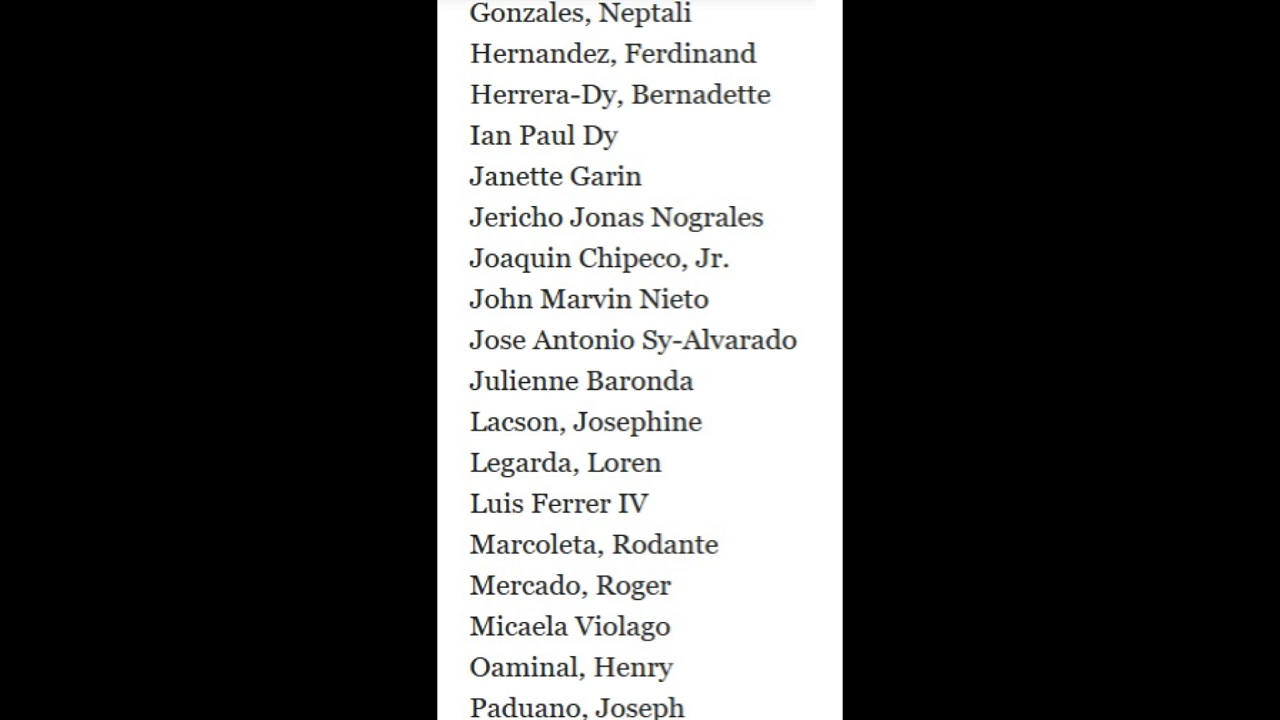 Gonzales, Neptali
Hernandez, Ferdinand
Herrera-Dy, Bernadette
Ian Paul Dy
Janette Garin
Jericho Jonas Nograles
Joaquin Chipeco, Jr.
John Marvin Nieto
Jose Antonio Sy-Alvarado
Julienne Baronda
Lacson, Josephine
Legarda, Loren
Luis Ferrer IV
Marcoleta, Rodante
Mercado, Roger
Micaela Violago
Oaminal, Henry
Paduano, Joseph